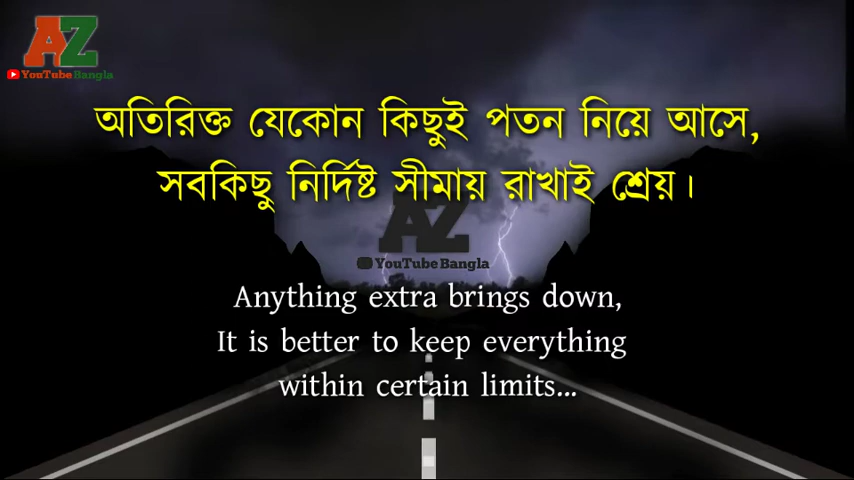 AZ
YouTube Bangla
অতিরিক্ত যেকোন কিছুই পতন নিয়ে আসে,
সবকিছু নির্দিষ্ট সীমায় রাখাই শ্রেয়।
AZ
YouTube Bangla
Anything extra brings down,
It is better to keep everything
within certain limits...